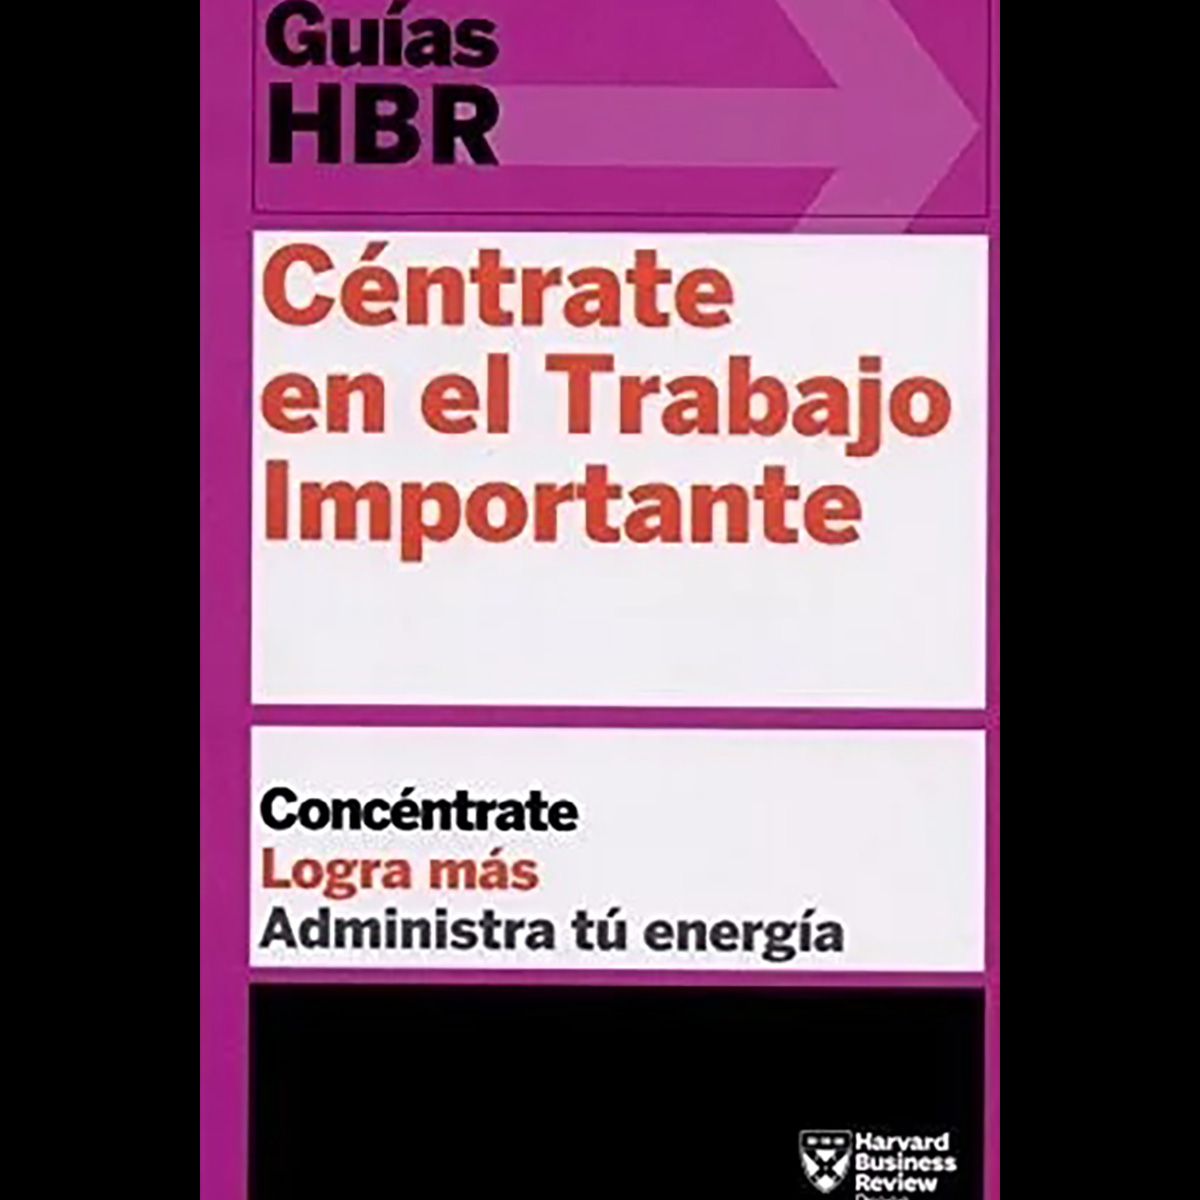 Guías
HBR
Céntrate
en el Trabajo
Importante
Concéntrate
Logra más
Administra tú energía
Harvard
Business
Review